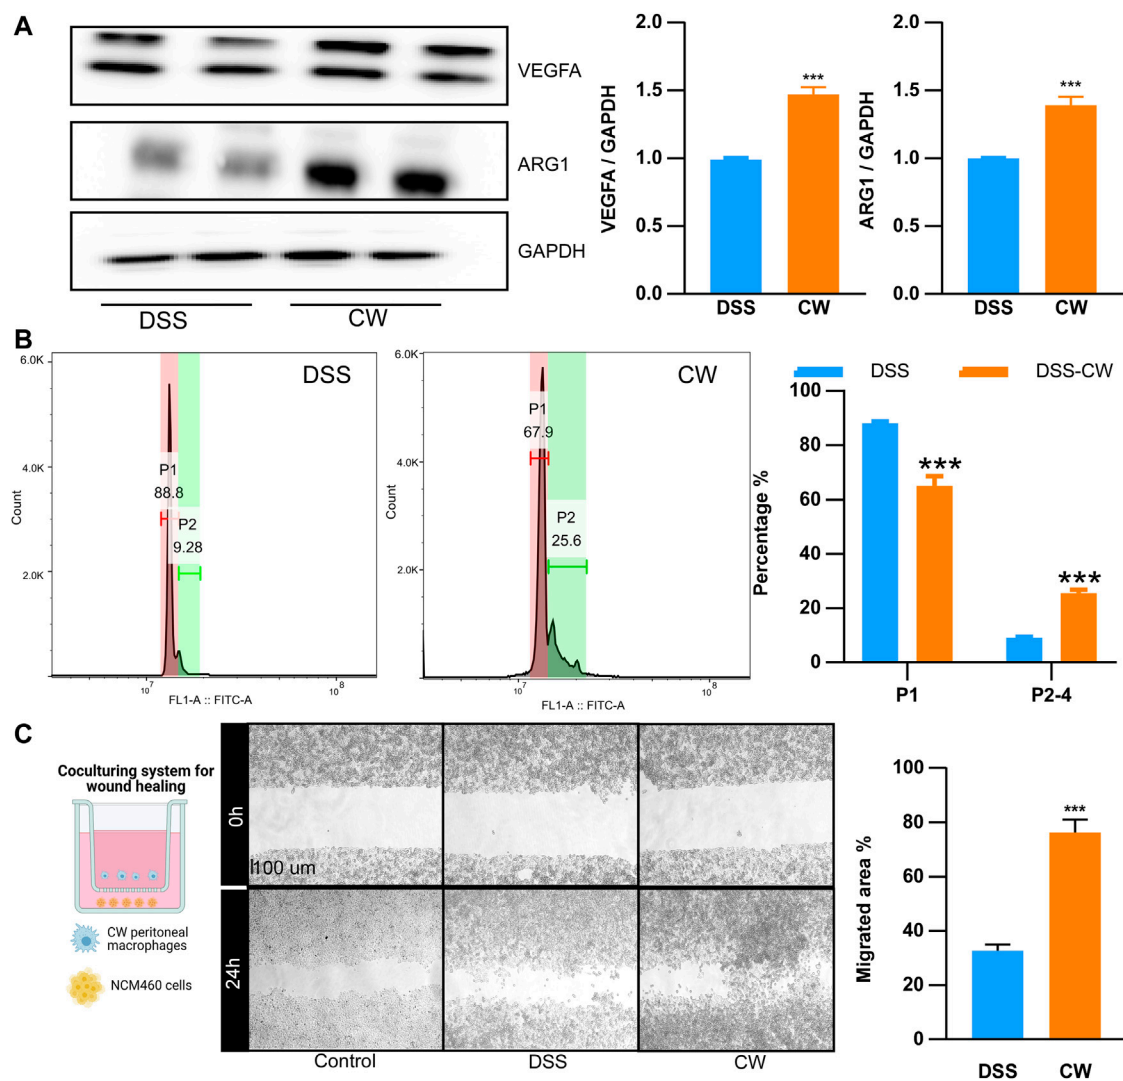 A
VEGFA
ARG1
GAPDH
DSS
CW
VEGFA / GAPDH
2.0
1.5
1.0
0.5
0.0
***
DSS
CW
ARG1 / GAPDH
2.0
1.5
1.0
0.5
0.0
***
DSS
CW
B
6.0K
4.0K
2.0K
Count
DSS
P1
88.8
P2
9.28
10^7
10^8
FL1-A :: FITC-A
6.0K
4.0K
2.0K
Count
CW
P1
67.9
P2
25.6
10^7
10^8
FL1-A :: FITC-A
DSS
DSS-CW
Percentage %
100
80
60
40
20
0
***
***
P1
P2-4
C
Coculturing system for
wound healing
CW peritoneal
macrophages
NCM460 cells
0h
24h
100 um
Control
DSS
CW
Migrated area %
100
80
60
40
20
0
***
DSS
CW